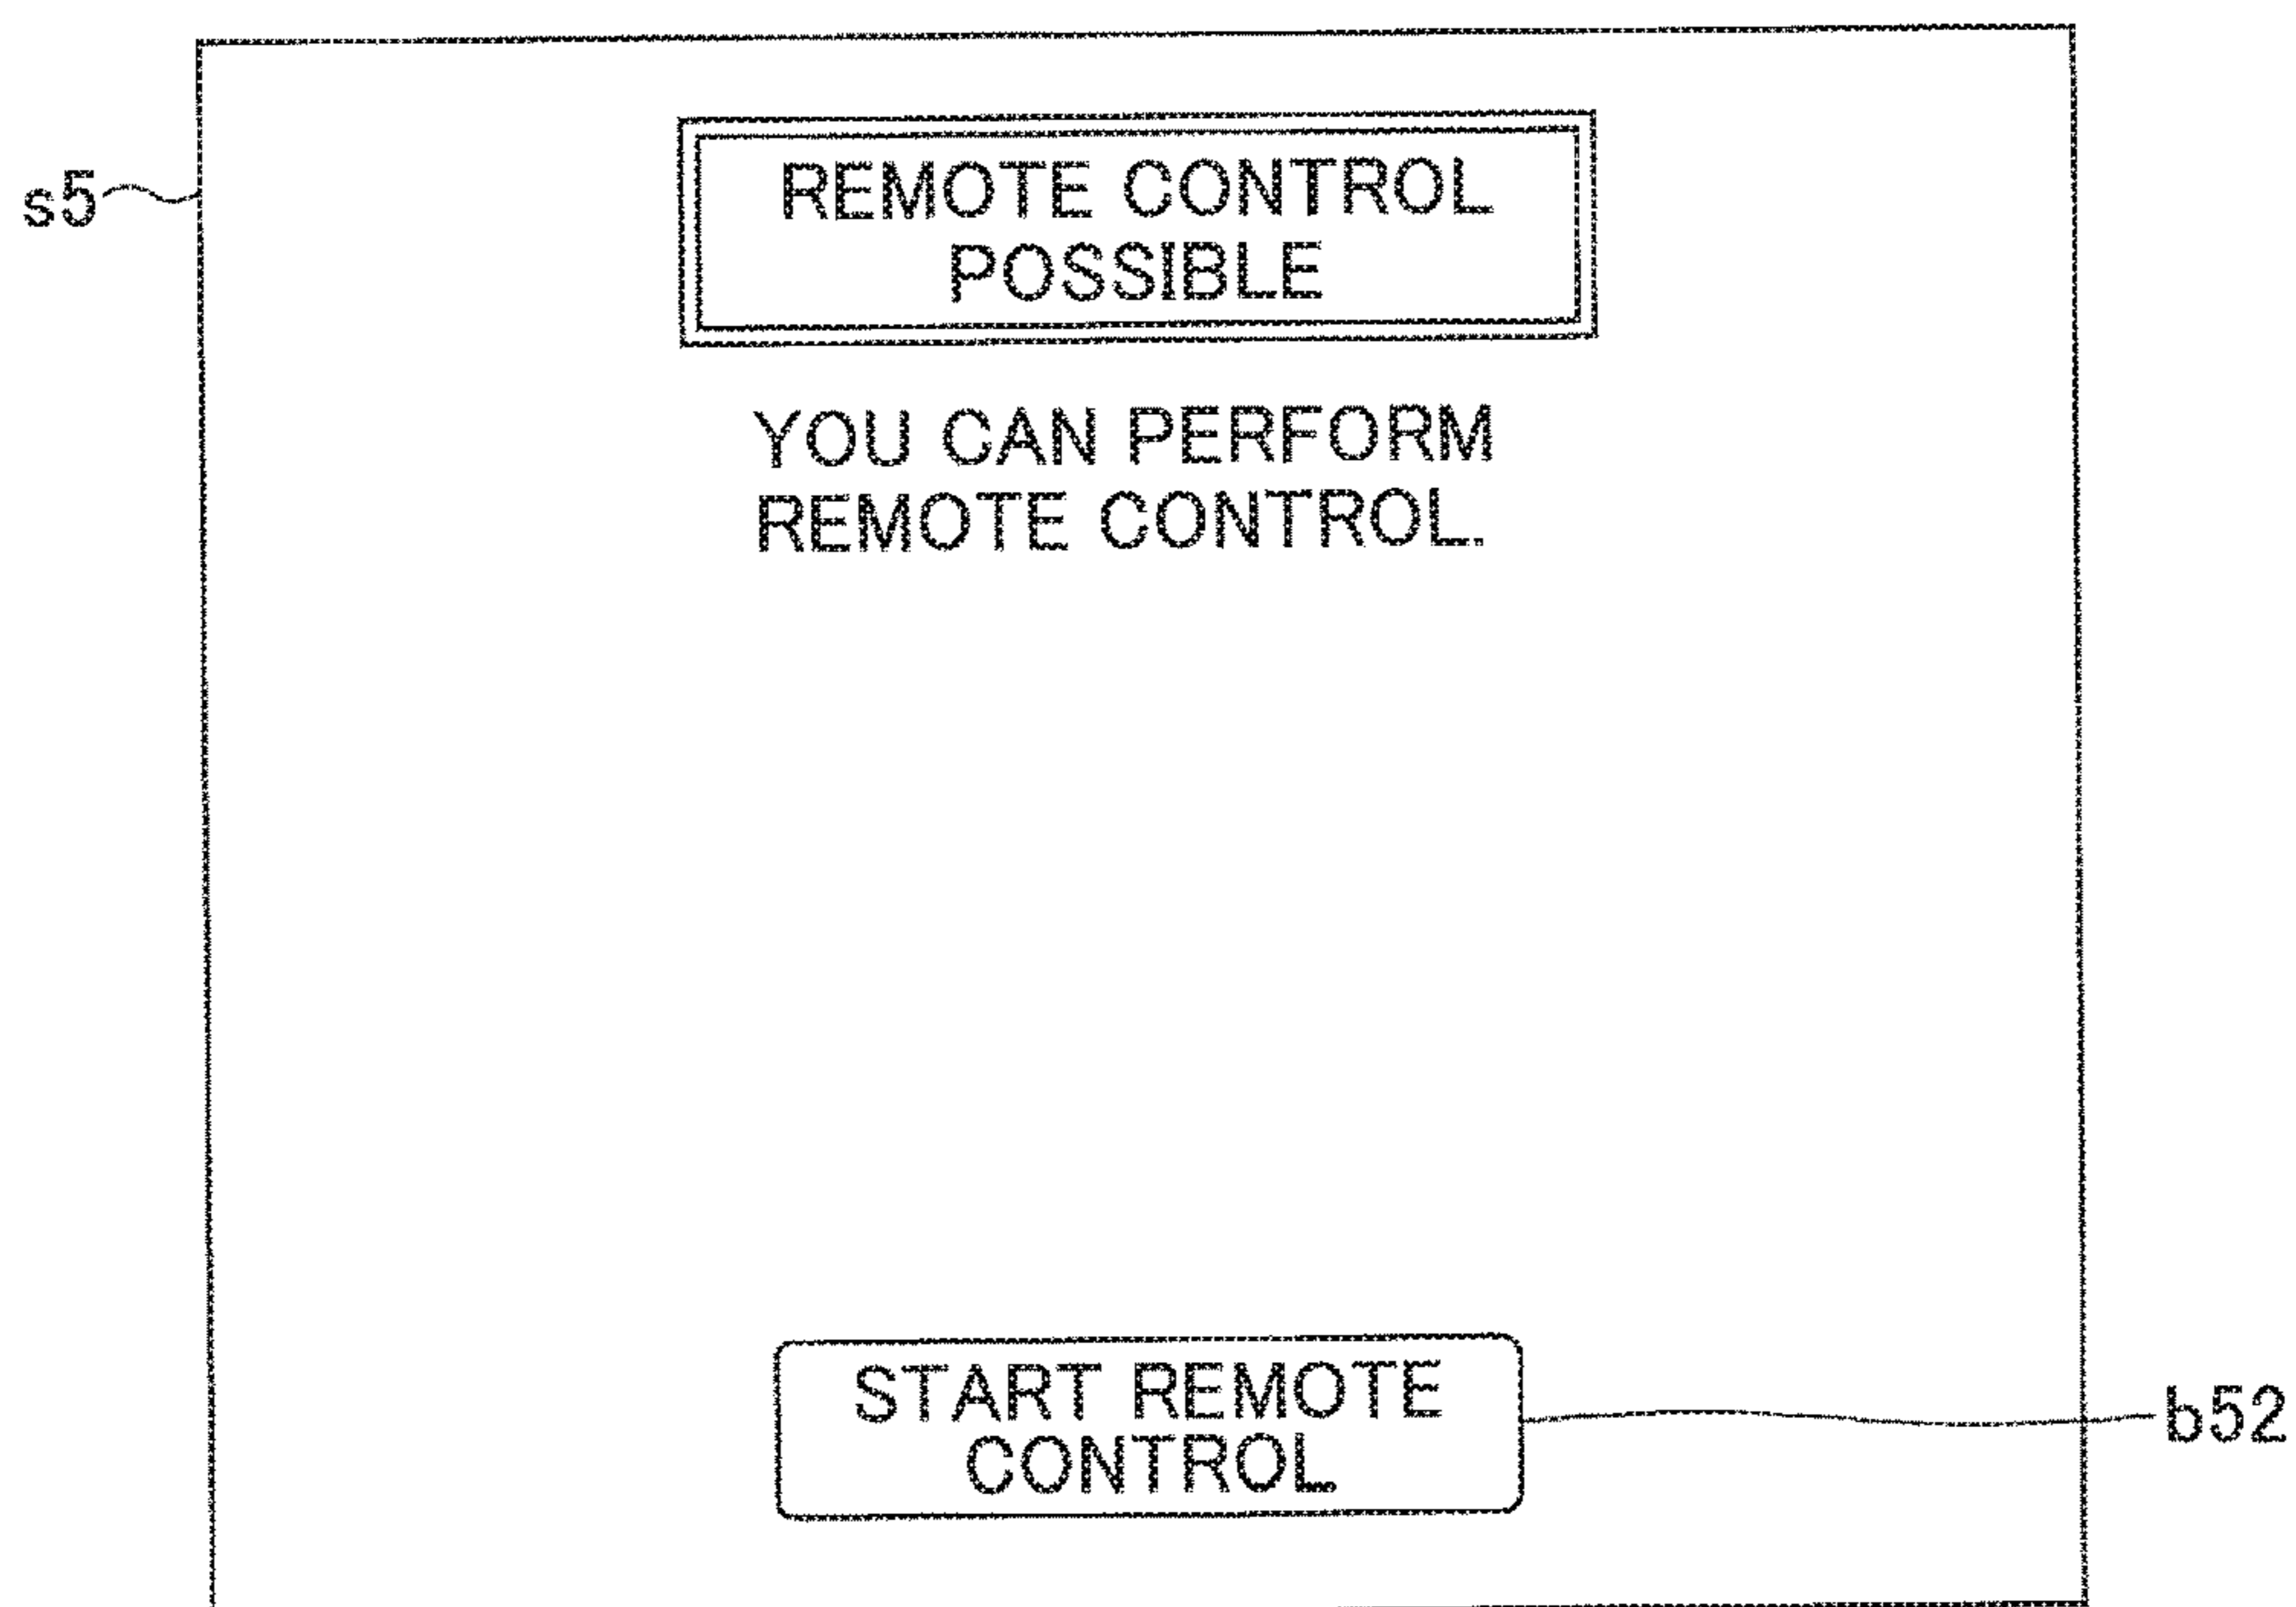 s5
REMOTE CONTROL
POSSIBLE
YOU CAN PERFORM
REMOTE CONTROL.
START REMOTE
CONTROL
b52